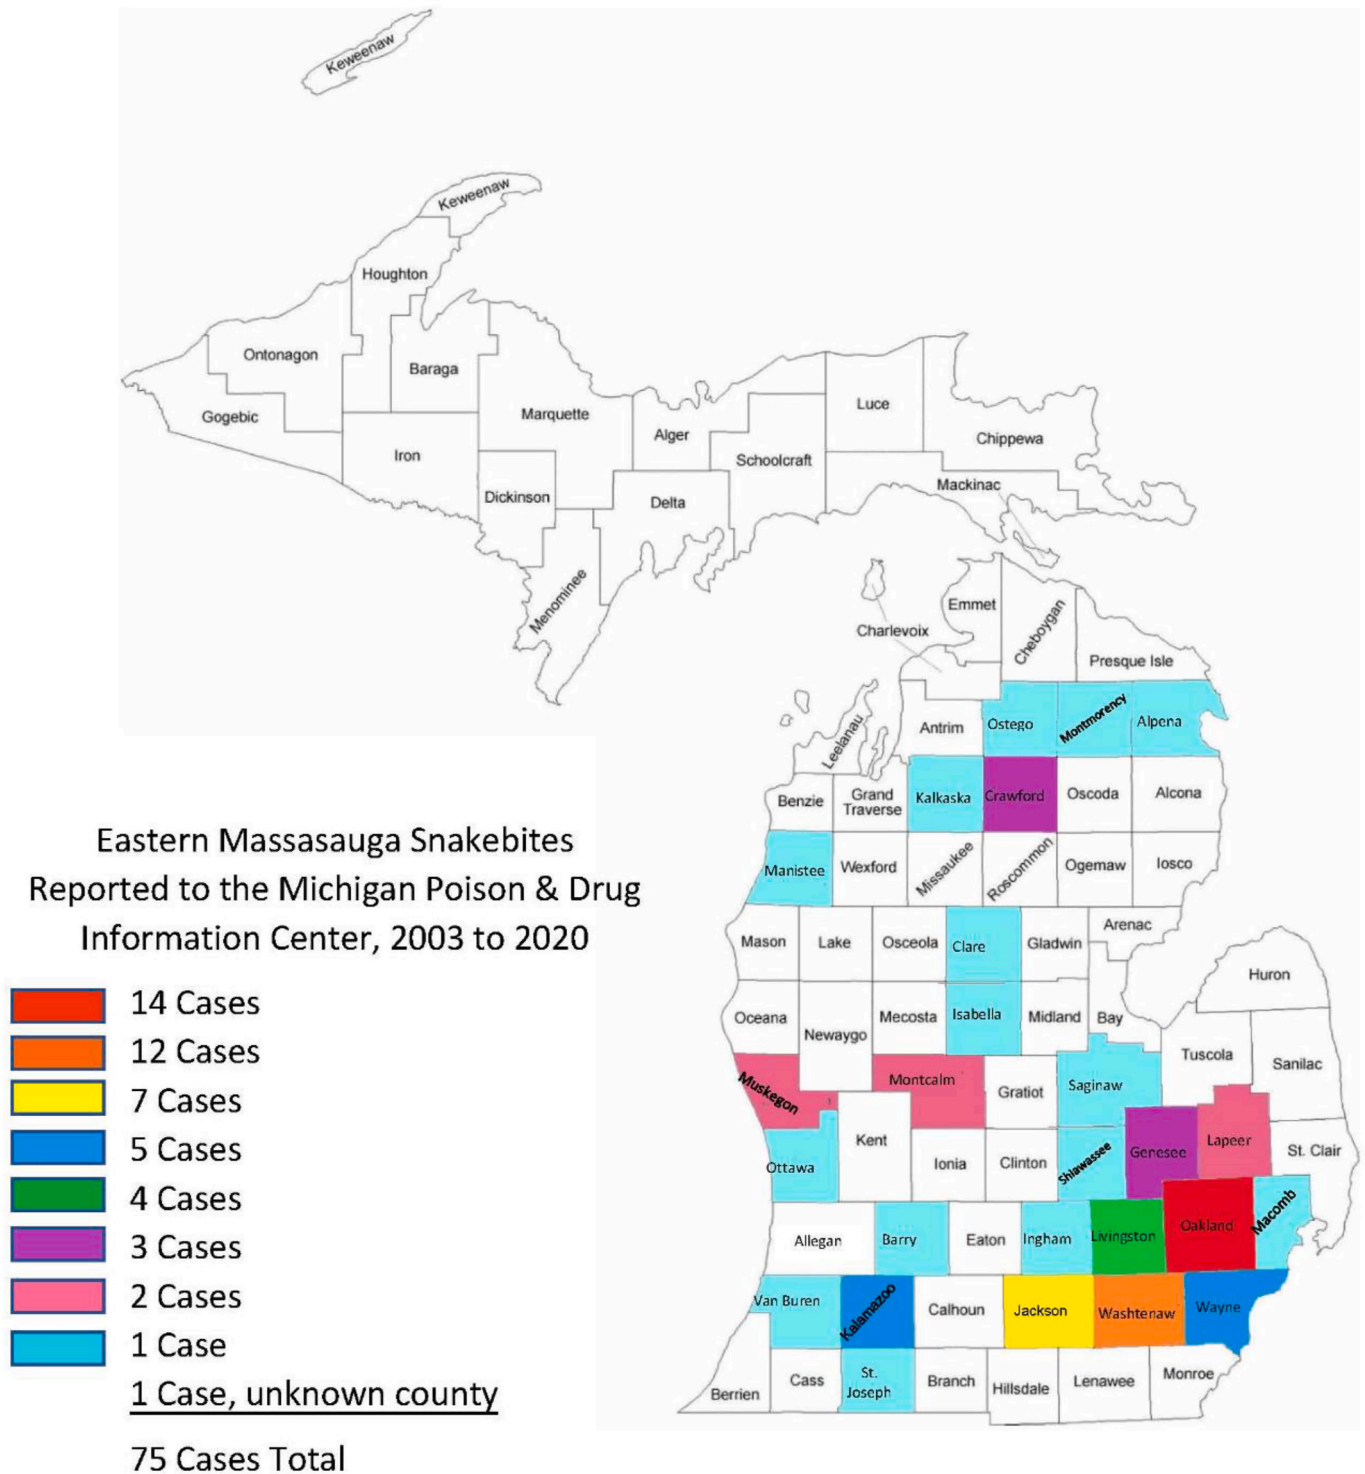 Keweenaw
Keweenaw
Houghton
Ontonagon
Baraga
Gogebic
Marquette
Luce
Alger
Chippewa
Iron
Schoolcraft
Mackinac
Dickinson
Delta
Menominee
Emmet
Charlevoix
Cheboygan
Presque Isle
Leelanau
Antrim
Ostego
Montmorency
Alpena
Benzie
Grand
Traverse
Kalkaska
Crawford
Oscoda
Alcona
Manistee
Wexford
Missaukee
Roscommon
Ogemaw
Iosco
Mason
Lake
Osceola
Clare
Gladwin
Arenac
Huron
Oceana
Newaygo
Mecosta
Isabella
Midland
Bay
Tuscola
Sanilac
Muskegon
Montcalm
Gratiot
Saginaw
Kent
Ottawa
Ionia
Clinton
Shiawassee
Genesee
Lapeer
St. Clair
Allegan
Barry
Eaton
Ingham
Livingston
Oakland
Macomb
Van Buren
Kalamazoo
Calhoun
Jackson
Washtenaw
Wayne
Berrien
Cass
St.
Joseph
Branch
Hillsdale
Lenawee
Monroe
Eastern Massasauga Snakebites
Reported to the Michigan Poison & Drug
Information Center, 2003 to 2020
14 Cases
12 Cases
7 Cases
5 Cases
4 Cases
3 Cases
2 Cases
1 Case
1 Case, unknown county
75 Cases Total